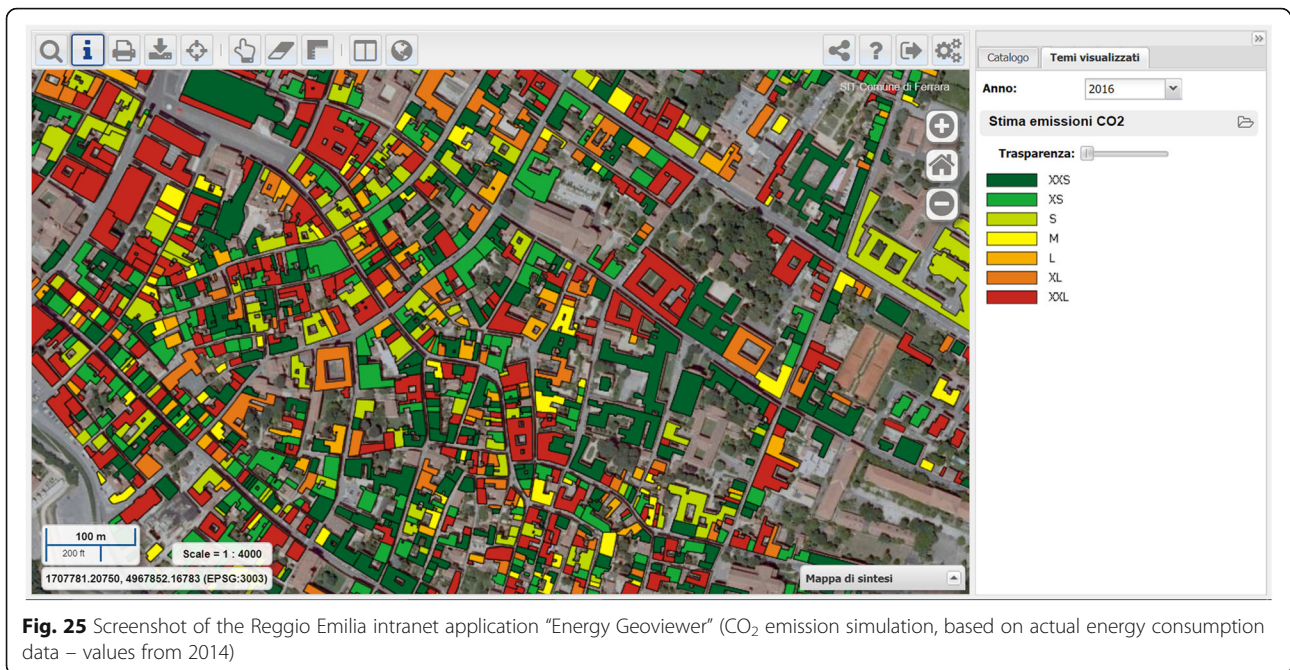 SIT Comune di Ferrara
Catalogo
Temi visualizzati
Anno:
2016
Stima emissioni CO2
Trasparenza:
XXS
XS
S
M
L
XL
XXL
100 m
200 ft
Scale = 1 : 4000
1707781.20750, 4967852.16783 (EPSG:3003)
Mappa di sintesi
Fig. 25 Screenshot of the Reggio Emilia intranet application “Energy Geoviewer” (CO₂ emission simulation, based on actual energy consumption
data – values from 2014)